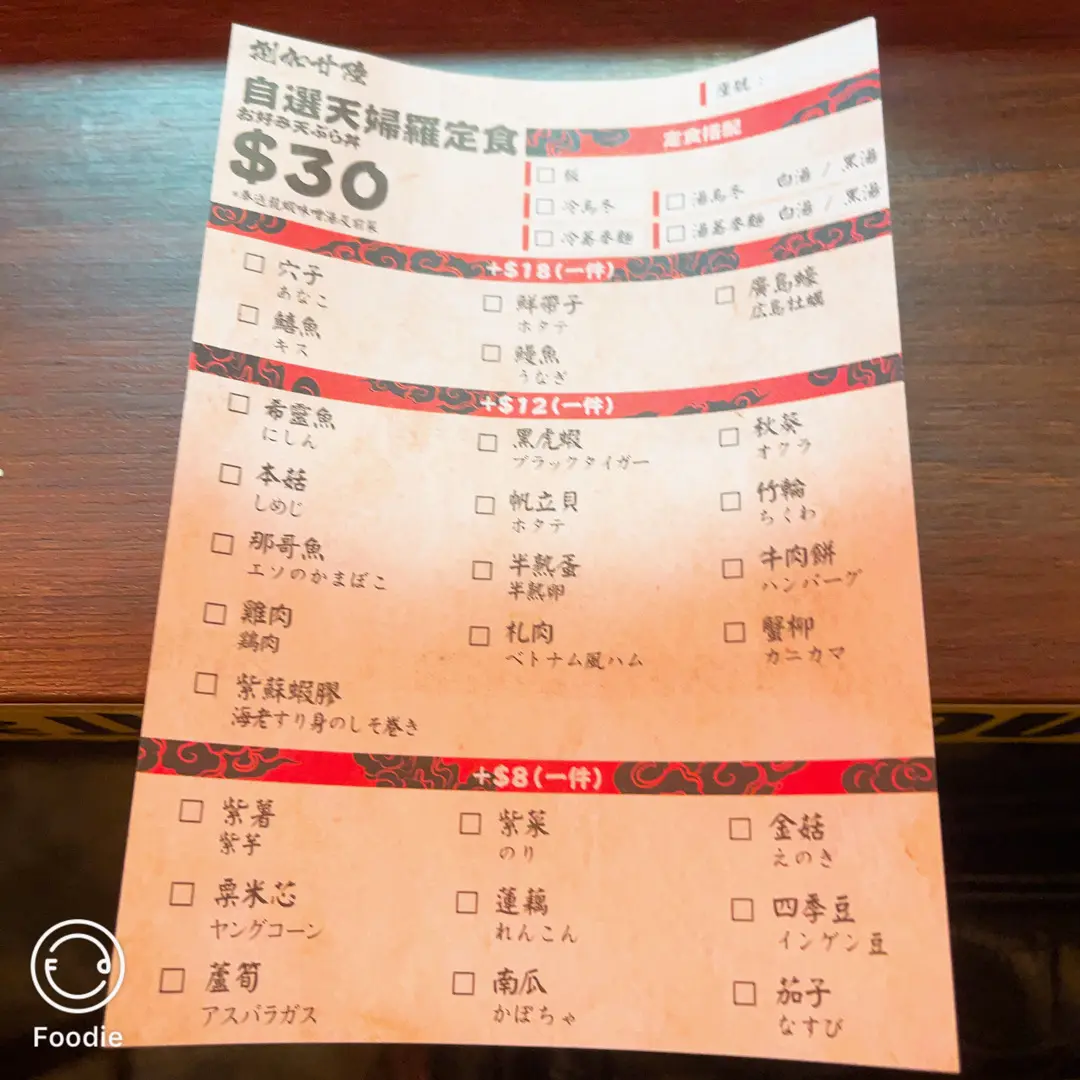 自選天婦羅定食
お好み天ぷら丼
$30
*奉送龍蝦味噌湯及前菜
座號：
定食搭配
□ 飯
□ 冷烏冬
□ 湯烏冬 白湯 / 黑湯
□ 冷蕎麥麵
□ 湯蕎麥麵 白湯 / 黑湯
+$18(一件)
□ 穴子
あなご
□ 鮮帶子
ホタテ
□ 廣島蠔
広島牡蠣
□ 鱚魚
キス
□ 鰻魚
うなぎ
+$12(一件)
□ 希靈魚
にしん
□ 黑虎蝦
ブラックタイガー
□ 秋葵
オクラ
□ 本菇
しめじ
□ 帆立貝
ホタテ
□ 竹輪
ちくわ
□ 那哥魚
エソのかまぼこ
□ 半熟蛋
半熟卵
□ 牛肉餅
ハンバーグ
□ 雞肉
鶏肉
□ 札肉
ベトナム風ハム
□ 蟹柳
カニカマ
□ 紫蘇蝦膠
海老すり身のしそ巻き
+$8(一件)
□ 紫薯
紫芋
□ 紫菜
のり
□ 金菇
えのき
□ 粟米芯
ヤングコーン
□ 蓮藕
れんこん
□ 四季豆
インゲン豆
□ 蘆筍
アスパラガス
□ 南瓜
かぼちゃ
□ 茄子
なすび
Foodie